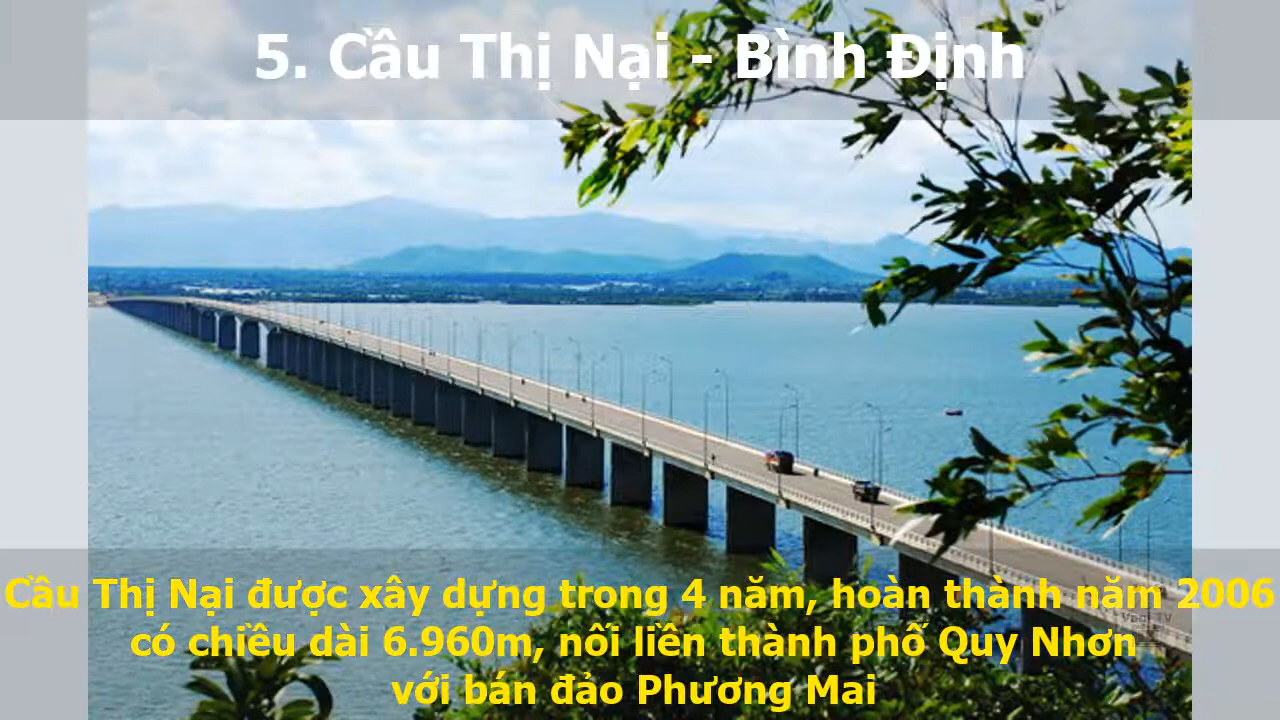 5. Cầu Thị Nại - Bình Định
Cầu Thị Nại được xây dựng trong 4 năm, hoàn thành năm 2006
có chiều dài 6.960m, nối liền thành phố Quy Nhơn
với bán đảo Phương Mai